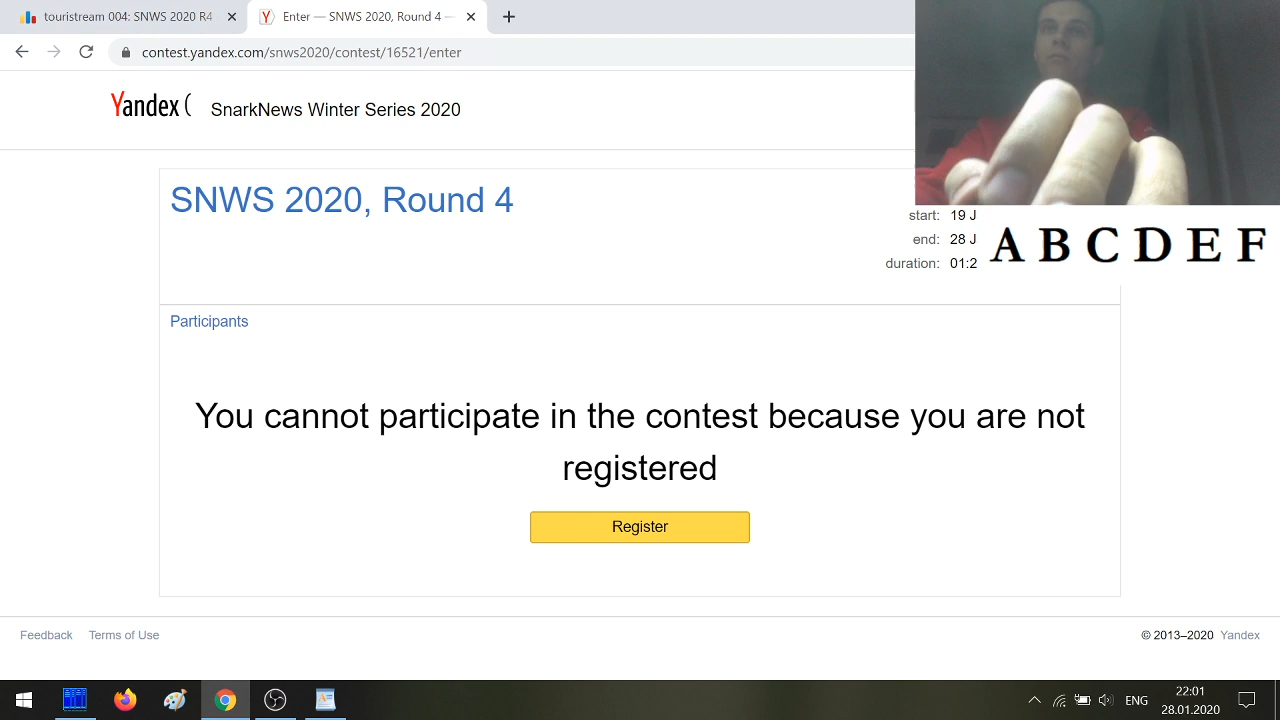 touristream 004: SNWS 2020 R4
Enter — SNWS 2020, Round 4 —
contest.yandex.com/snws2020/contest/16521/enter
Yandex (
SnarkNews Winter Series 2020
SNWS 2020, Round 4
start: 19 J
end: 28 J
duration: 01:2
A B C D E F
Participants
You cannot participate in the contest because you are not
registered
Register
Feedback Terms of Use
© 2013–2020 Yandex
ENG
22:01
28.01.2020